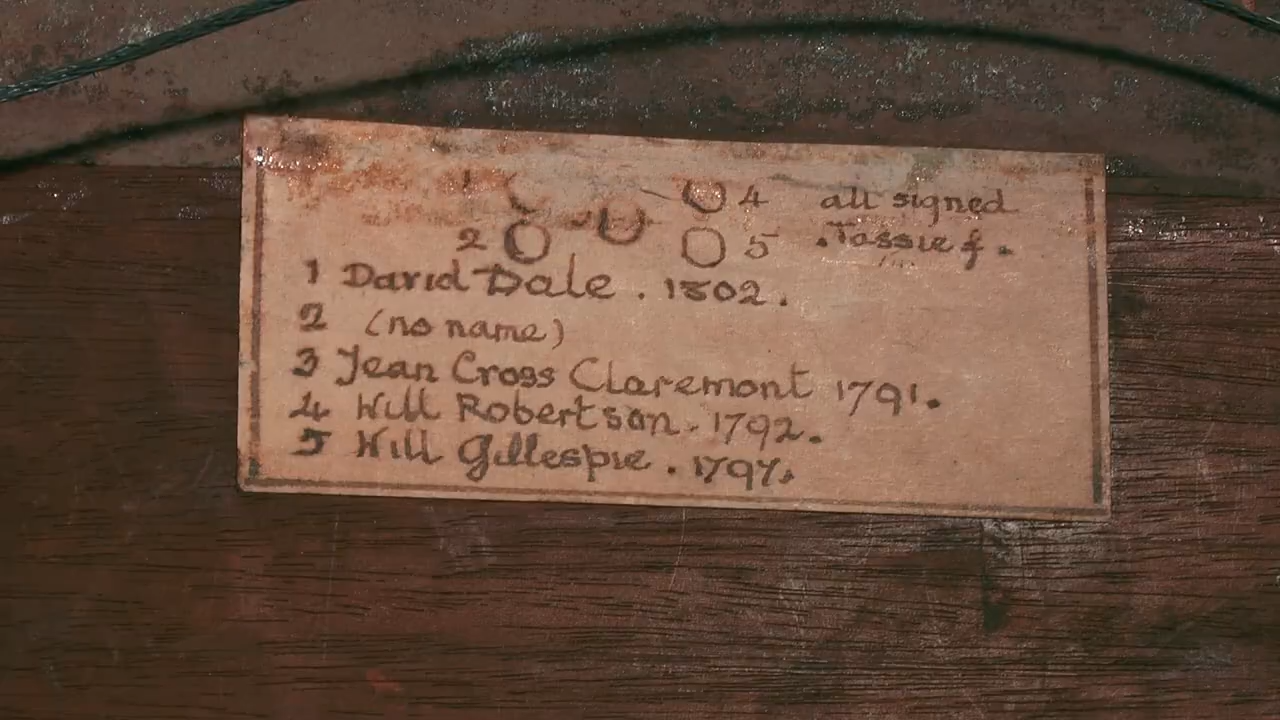 1
4 all signed
2 5 . Tassie f .
1 David Dale . 1802 .
2 (no name)
3 Jean Cross Claremont 1791 .
4 Will Robertson . 1792 .
5 Will Gillespie . 1797 .